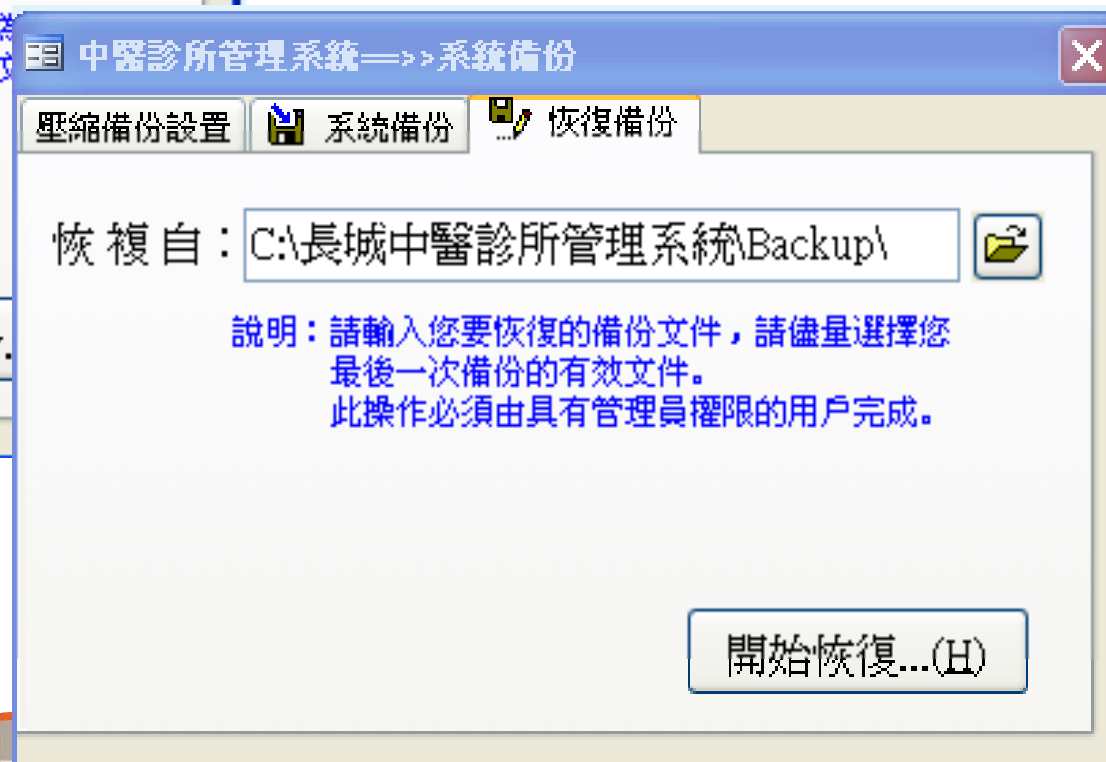 中醫診所管理系統==>>系統備份
壓縮備份設置 系統備份 恢復備份
恢 複 自：C:\長城中醫診所管理系統\Backup\
說明：請輸入您要恢復的備份文件，請儘量選擇您
最後一次備份的有效文件。
此操作必須由具有管理員權限的用戶完成。
開始恢復...(H)